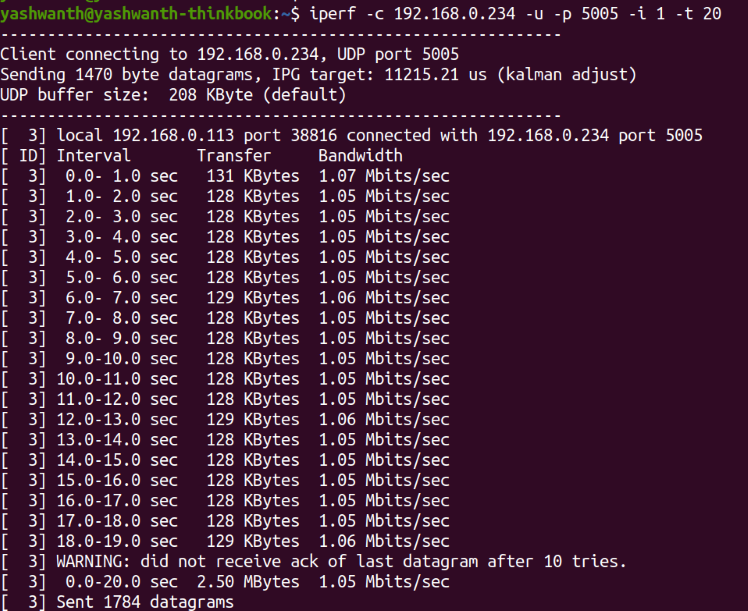 yashwanth@yashwanth-thinkbook:~$ iperf -c 192.168.0.234 -u -p 5005 -i 1 -t 20
------------------------------------------------------------
Client connecting to 192.168.0.234, UDP port 5005
Sending 1470 byte datagrams, IPG target: 11215.21 us (kalman adjust)
UDP buffer size:  208 KByte (default)
------------------------------------------------------------
[  3] local 192.168.0.113 port 38816 connected with 192.168.0.234 port 5005
[ ID] Interval       Transfer     Bandwidth
[  3]  0.0- 1.0 sec   131 KBytes  1.07 Mbits/sec
[  3]  1.0- 2.0 sec   128 KBytes  1.05 Mbits/sec
[  3]  2.0- 3.0 sec   128 KBytes  1.05 Mbits/sec
[  3]  3.0- 4.0 sec   128 KBytes  1.05 Mbits/sec
[  3]  4.0- 5.0 sec   128 KBytes  1.05 Mbits/sec
[  3]  5.0- 6.0 sec   128 KBytes  1.05 Mbits/sec
[  3]  6.0- 7.0 sec   129 KBytes  1.06 Mbits/sec
[  3]  7.0- 8.0 sec   128 KBytes  1.05 Mbits/sec
[  3]  8.0- 9.0 sec   128 KBytes  1.05 Mbits/sec
[  3]  9.0-10.0 sec   128 KBytes  1.05 Mbits/sec
[  3] 10.0-11.0 sec   128 KBytes  1.05 Mbits/sec
[  3] 11.0-12.0 sec   128 KBytes  1.05 Mbits/sec
[  3] 12.0-13.0 sec   129 KBytes  1.06 Mbits/sec
[  3] 13.0-14.0 sec   128 KBytes  1.05 Mbits/sec
[  3] 14.0-15.0 sec   128 KBytes  1.05 Mbits/sec
[  3] 15.0-16.0 sec   128 KBytes  1.05 Mbits/sec
[  3] 16.0-17.0 sec   128 KBytes  1.05 Mbits/sec
[  3] 17.0-18.0 sec   128 KBytes  1.05 Mbits/sec
[  3] 18.0-19.0 sec   129 KBytes  1.06 Mbits/sec
[  3] WARNING: did not receive ack of last datagram after 10 tries.
[  3]  0.0-20.0 sec  2.50 MBytes  1.05 Mbits/sec
[  3] Sent 1784 datagrams